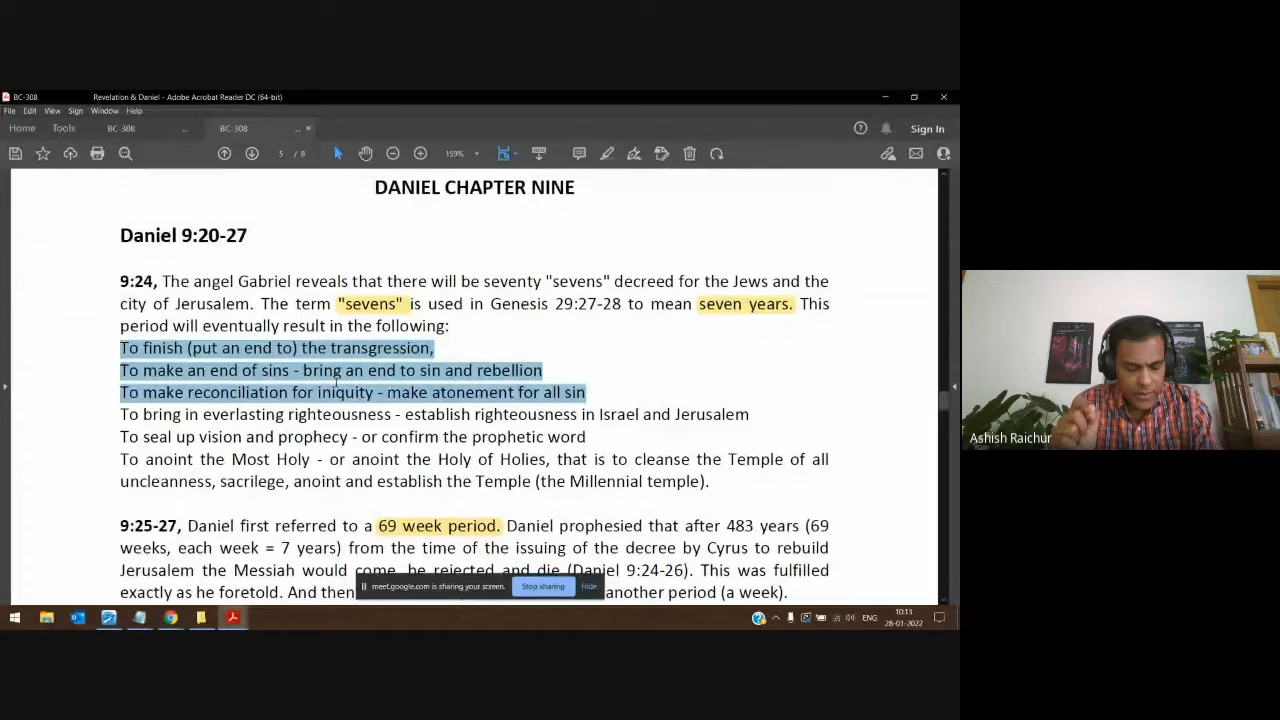 BC-308 Revelation & Daniel - Adobe Acrobat Reader DC (64-bit)
File Edit View Sign Window Help
Home Tools BC-308 ... BC-308 ... × Sign In
5 / 8 159%
DANIEL CHAPTER NINE
Daniel 9:20-27
9:24, The angel Gabriel reveals that there will be seventy "sevens" decreed for the Jews and the
city of Jerusalem. The term "sevens" is used in Genesis 29:27-28 to mean seven years. This
period will eventually result in the following:
To finish (put an end to) the transgression,
To make an end of sins - bring an end to sin and rebellion
To make reconciliation for iniquity - make atonement for all sin
To bring in everlasting righteousness - establish righteousness in Israel and Jerusalem
To seal up vision and prophecy - or confirm the prophetic word
To anoint the Most Holy - or anoint the Holy of Holies, that is to cleanse the Temple of all
uncleanness, sacrilege, anoint and establish the Temple (the Millennial temple).
9:25-27, Daniel first referred to a 69 week period. Daniel prophesied that after 483 years (69
weeks, each week = 7 years) from the time of the issuing of the decree by Cyrus to rebuild
Jerusalem the Messiah would come, be rejected and die (Daniel 9:24-26). This was fulfilled
exactly as he foretold. And then another period (a week).
meet.google.com is sharing your screen. Stop sharing Hide
ENG 10:13
28-01-2022
Ashish Raichur